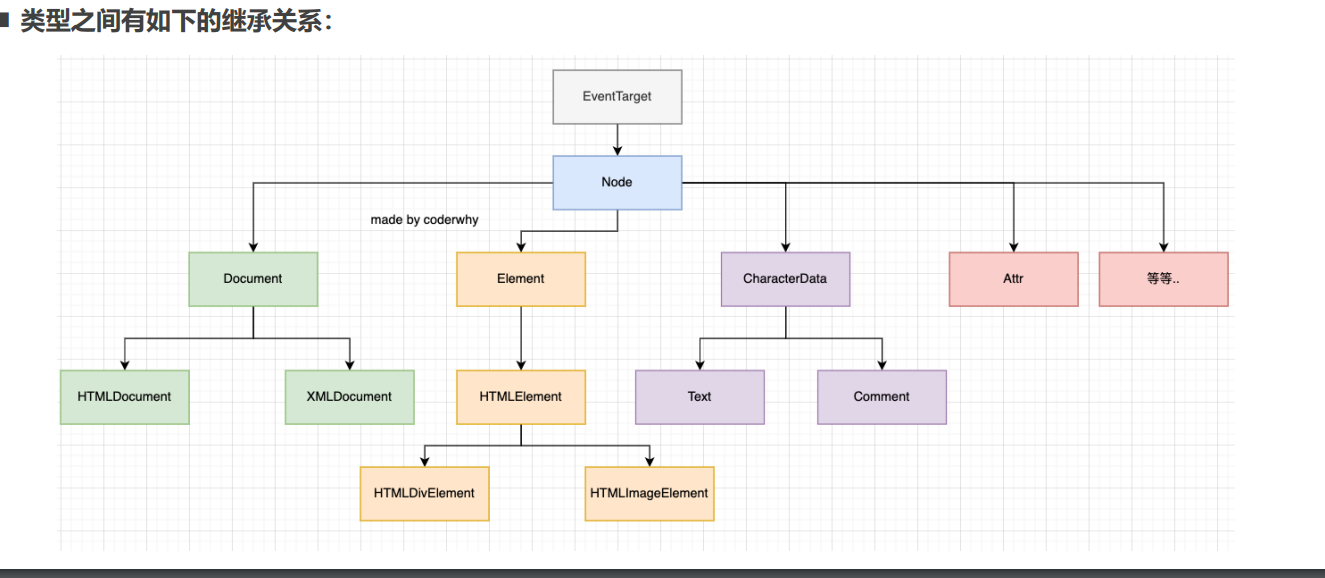 类型之间有如下的继承关系：
EventTarget
Node
made by coderwhy
Document
Element
CharacterData
Attr
等等..
HTMLDocument
XMLDocument
HTMLElement
Text
Comment
HTMLDivElement
HTMLImageElement